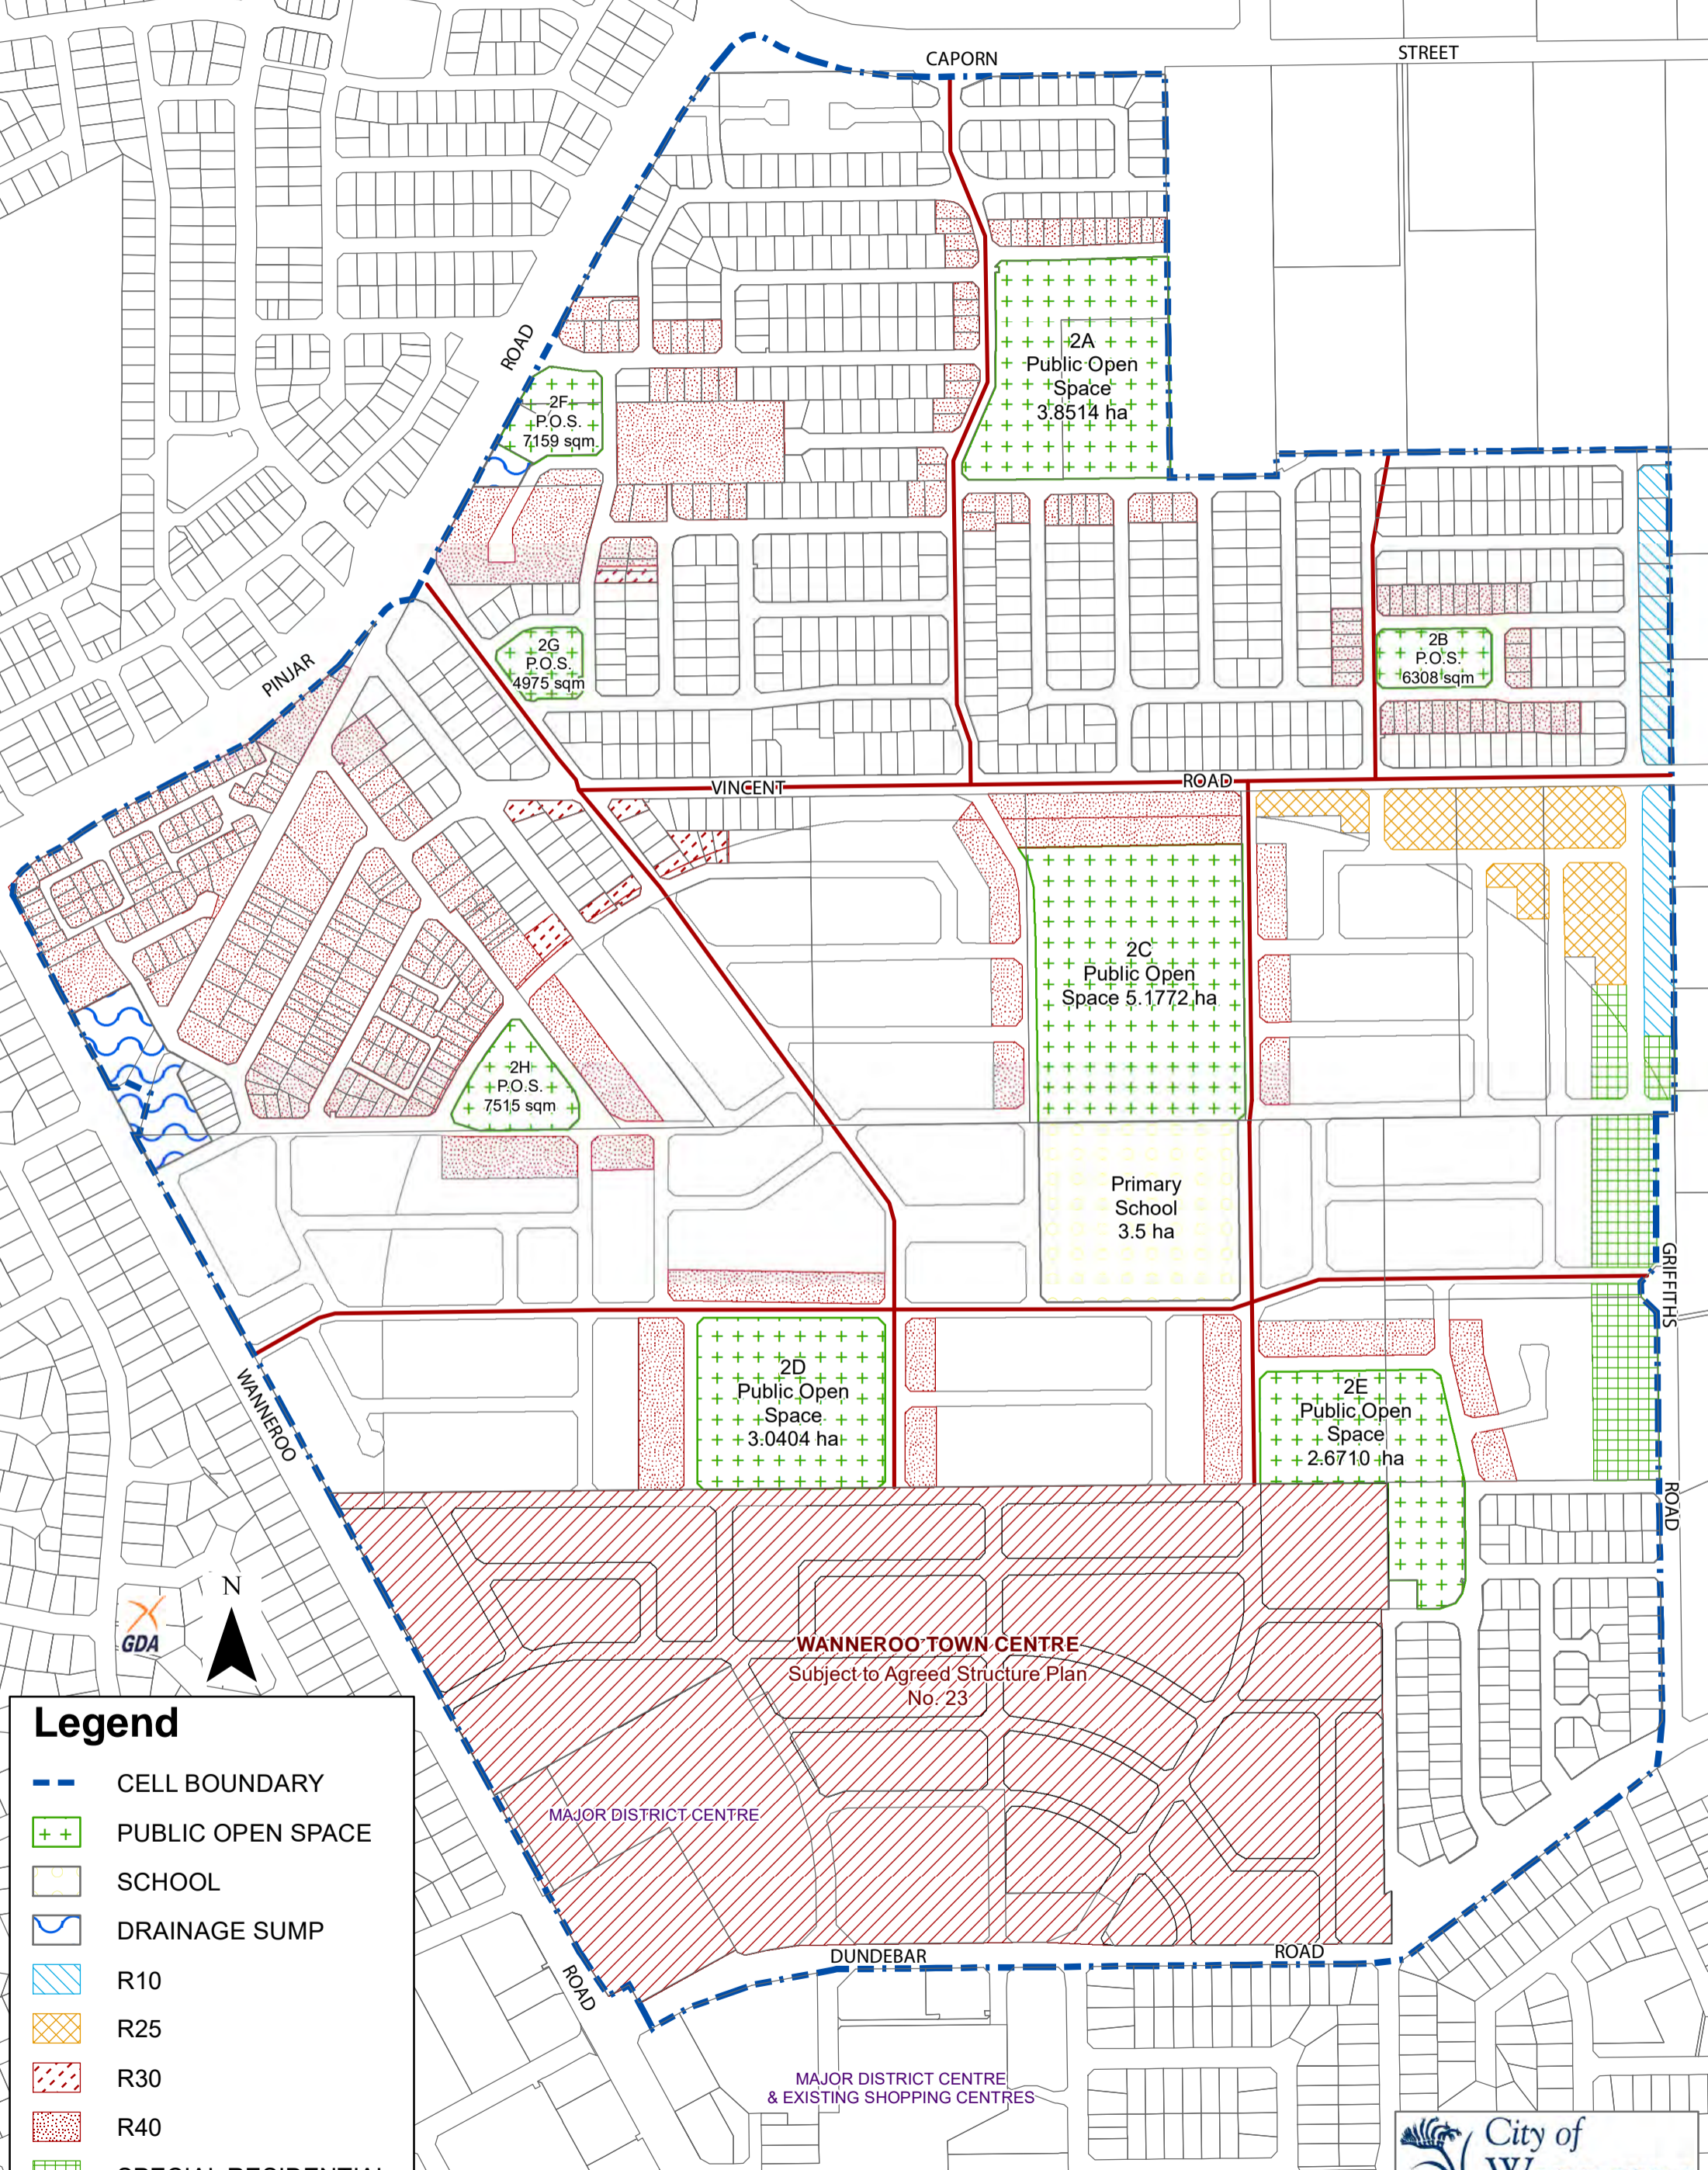 CAPORN
STREET
ROAD
2A
Public Open
Space
3.8514 ha
2F
P.O.S.
7159 sqm
2G
P.O.S.
4975 sqm
2B
P.O.S.
6308 sqm
PINJAR
VINCENT
ROAD
2C
Public Open
Space 5.1772 ha
2H
P.O.S.
7515 sqm
Primary
School
3.5 ha
GRIFFITHS
ROAD
WANNEROO
ROAD
2D
Public Open
Space
3.0404 ha
2E
Public Open
Space
2.6710 ha
WANNEROO TOWN CENTRE
Subject to Agreed Structure Plan
No. 23
MAJOR DISTRICT CENTRE
DUNDEBAR
ROAD
MAJOR DISTRICT CENTRE
& EXISTING SHOPPING CENTRES
N
GDA
Legend
CELL BOUNDARY
PUBLIC OPEN SPACE
SCHOOL
DRAINAGE SUMP
R10
R25
R30
R40
City of